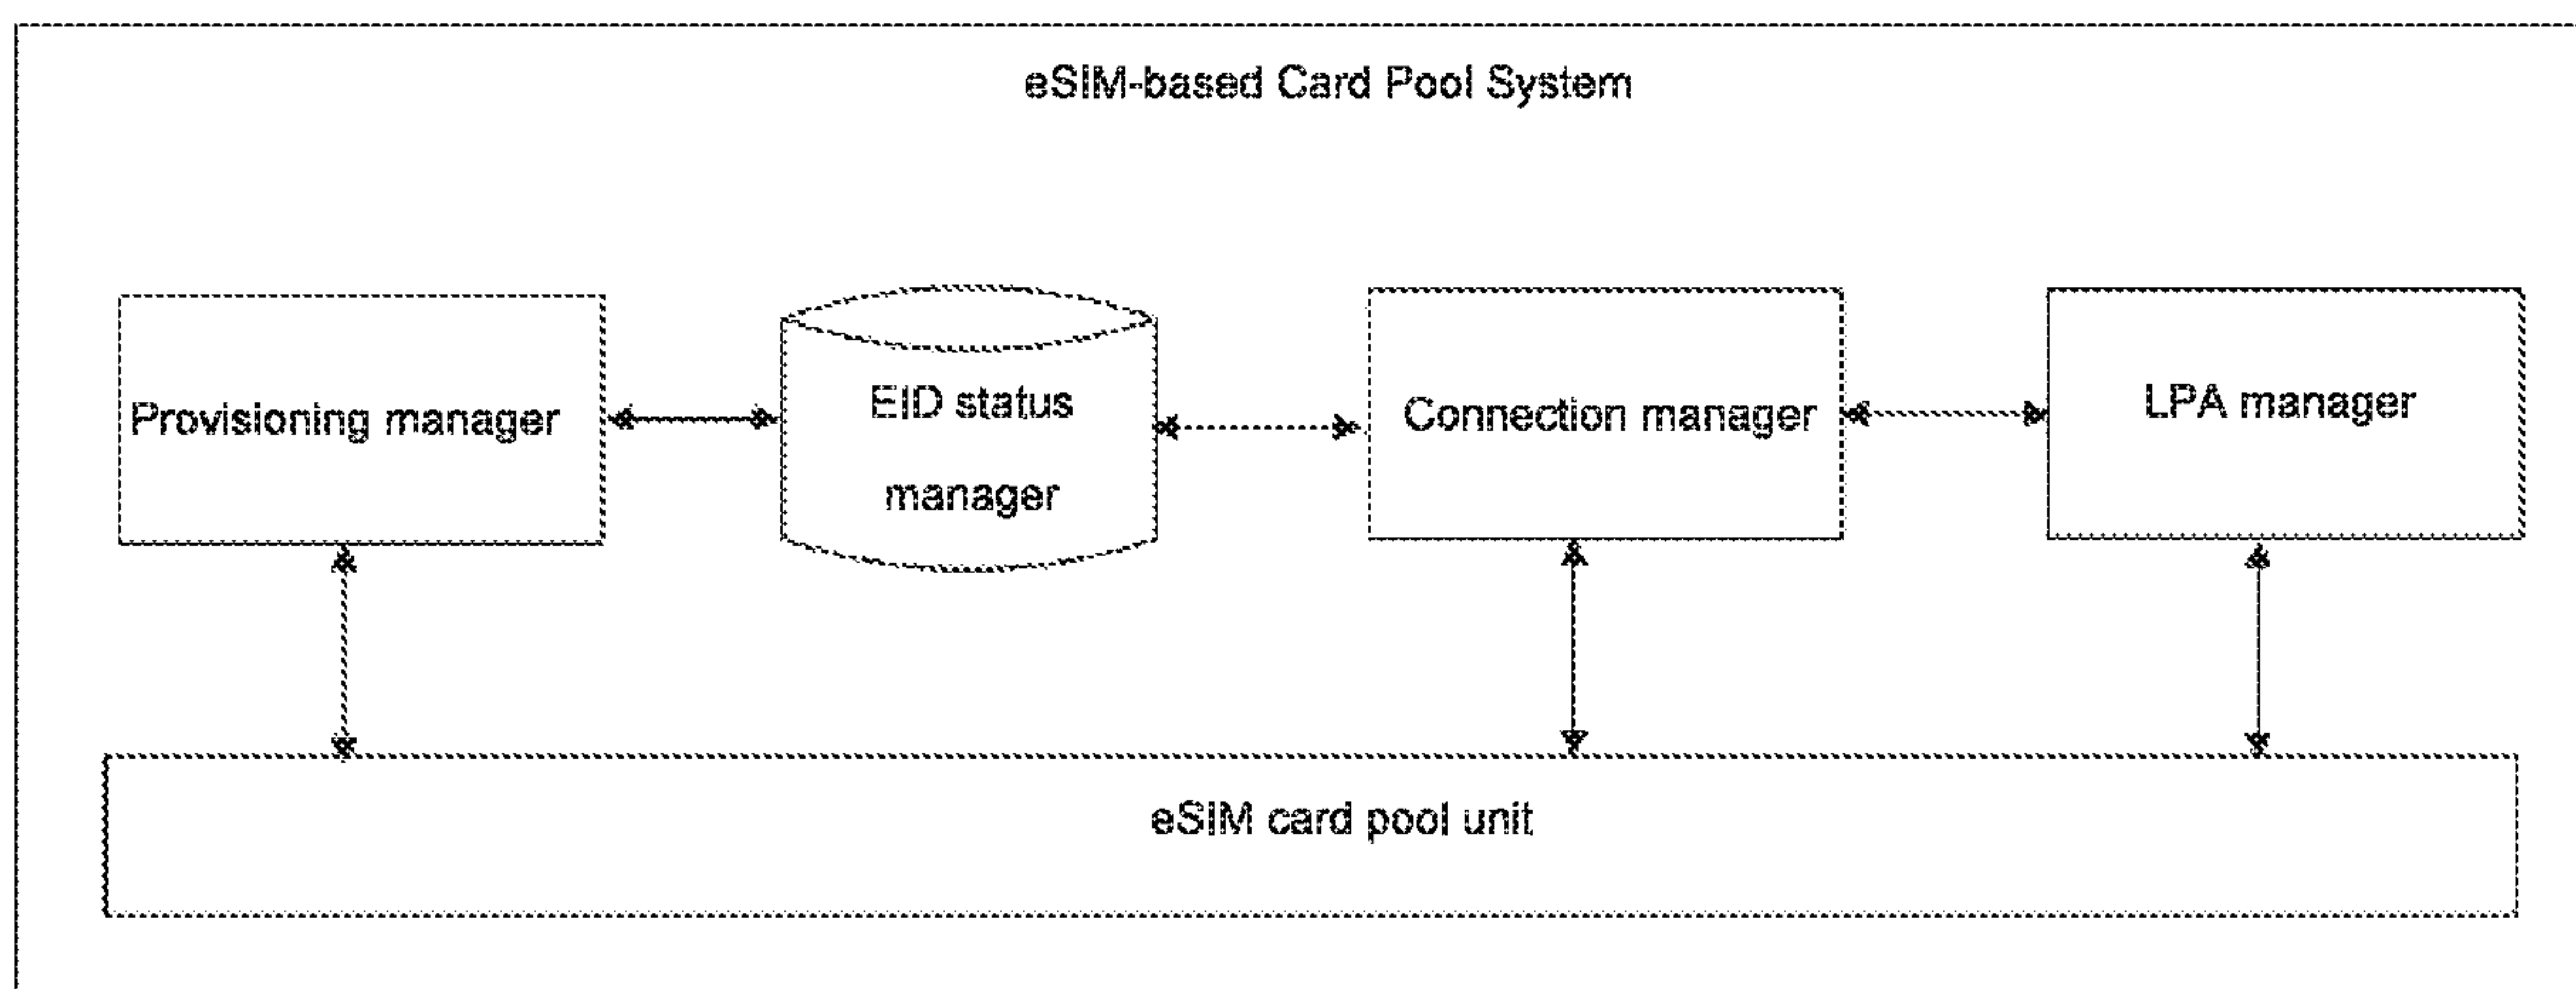 eSIM-based Card Pool System
Provisioning manager
EID status
manager
Connection manager
LPA manager
eSIM card pool unit